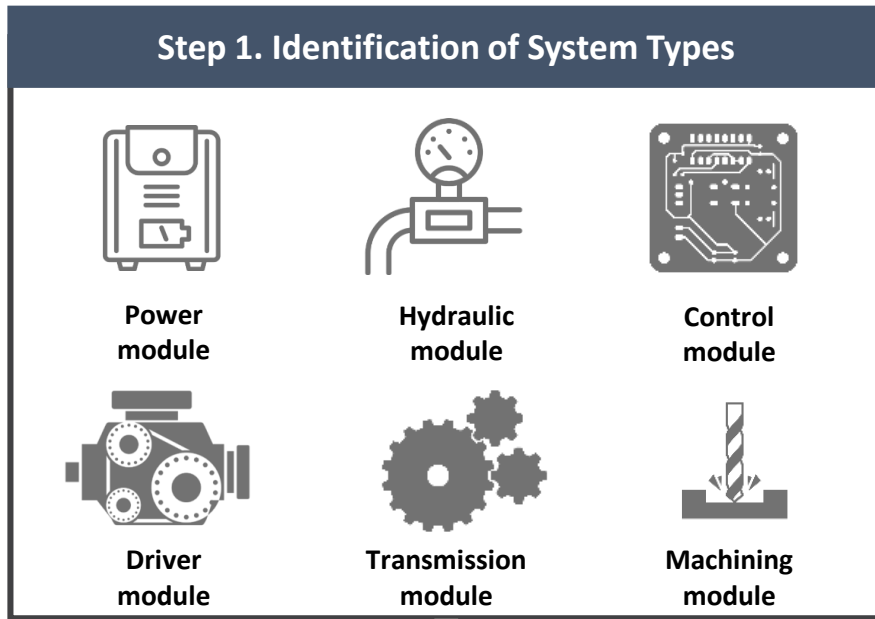 Step 1. Identification of System Types
Power
module
Hydraulic
module
Control
module
Driver
module
Transmission
module
Machining
module